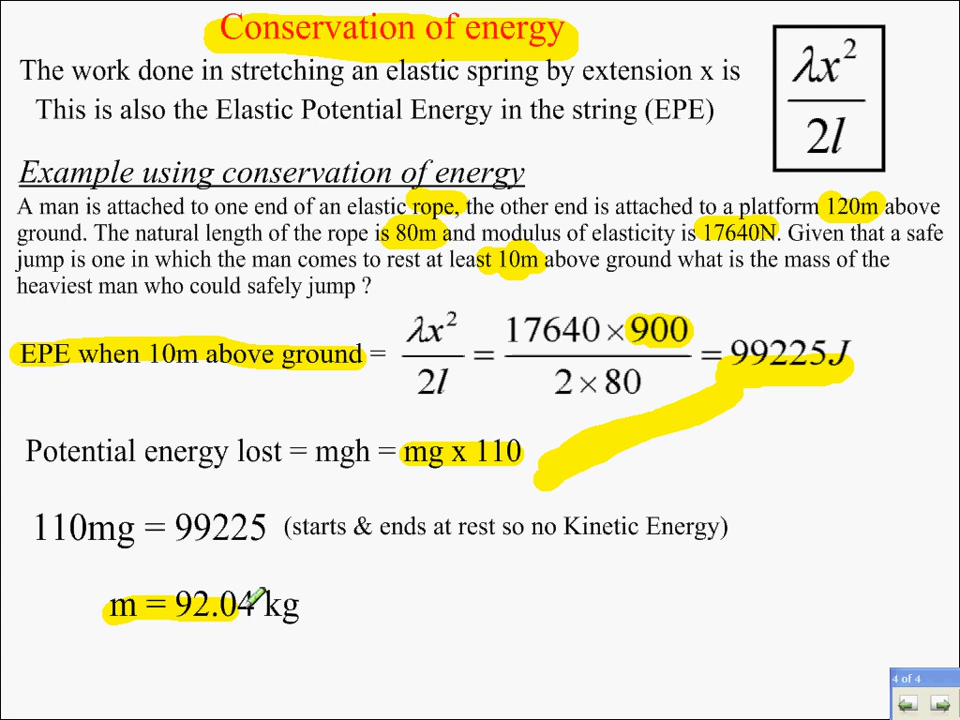 Conservation of energy
The work done in stretching an elastic spring by extension x is
λx²/2l
This is also the Elastic Potential Energy in the string (EPE)
Example using conservation of energy
A man is attached to one end of an elastic rope, the other end is attached to a platform 120m above
ground. The natural length of the rope is 80m and modulus of elasticity is 17640N. Given that a safe
jump is one in which the man comes to rest at least 10m above ground what is the mass of the
heaviest man who could safely jump ?
EPE when 10m above ground = λx²/2l = 17640 × 900/2 × 80 = 99225J
Potential energy lost = mgh = mg x 110
110mg = 99225 (starts & ends at rest so no Kinetic Energy)
m = 92.04 kg
4 of 4